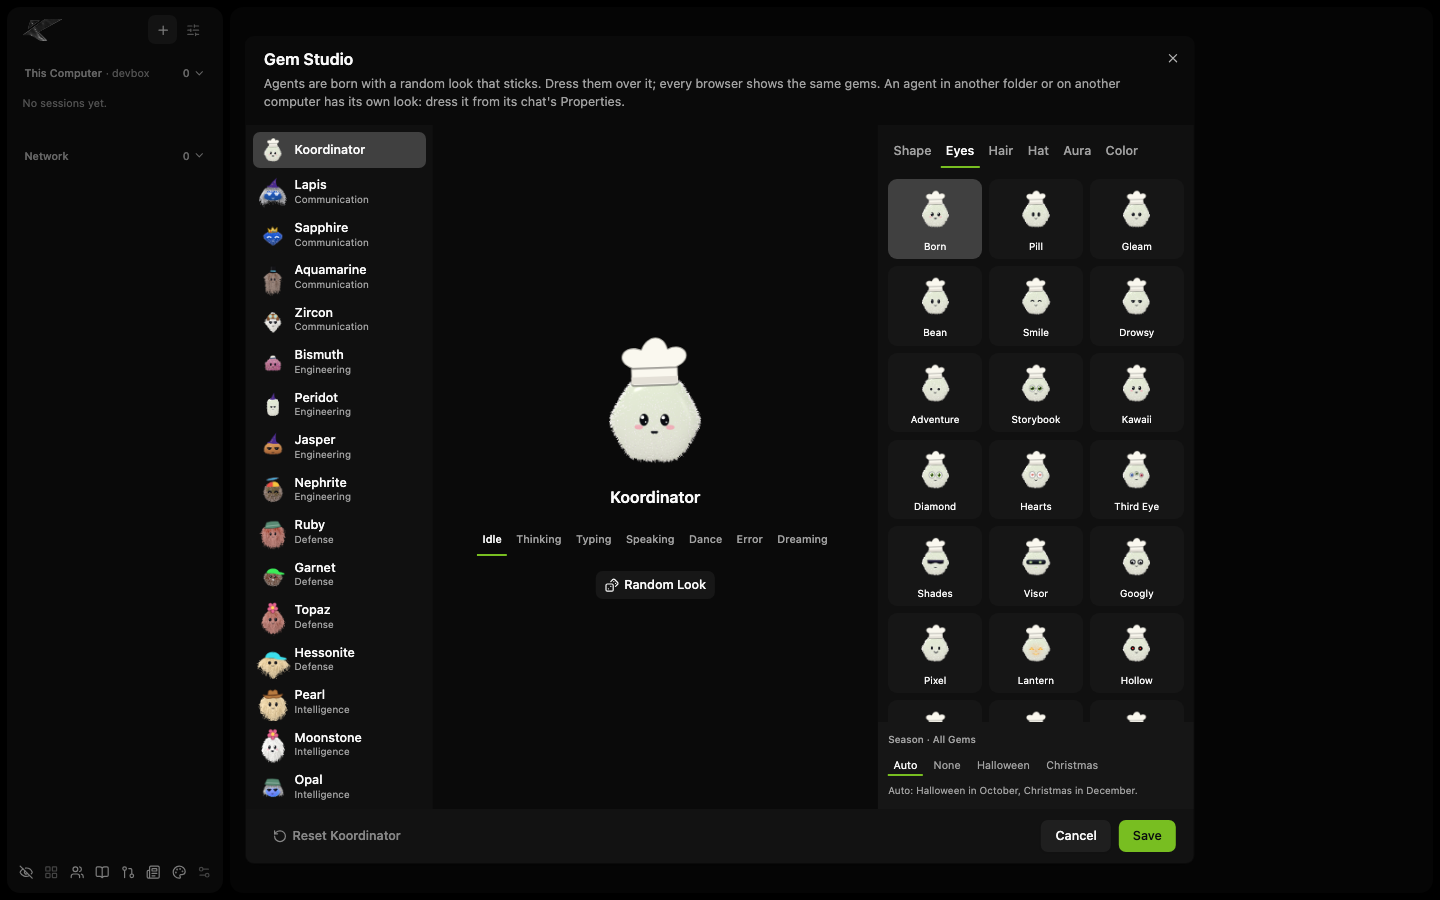 Gem Studio
Agents are born with a random look that sticks. Dress them over it; every browser shows the same gems. An agent in another folder or on another
computer has its own look: dress it from its chat's Properties.
This Computer · devbox 0
No sessions yet.
Network 0
Koordinator
Lapis
Communication
Sapphire
Communication
Aquamarine
Communication
Zircon
Communication
Bismuth
Engineering
Peridot
Engineering
Jasper
Engineering
Nephrite
Engineering
Ruby
Defense
Garnet
Defense
Topaz
Defense
Hessonite
Defense
Pearl
Intelligence
Moonstone
Intelligence
Opal
Intelligence
Koordinator
Idle Thinking Typing Speaking Dance Error Dreaming
Random Look
Shape Eyes Hair Hat Aura Color
Born Pill Gleam
Bean Smile Drowsy
Adventure Storybook Kawaii
Diamond Hearts Third Eye
Shades Visor Googly
Pixel Lantern Hollow
Season · All Gems
Auto None Halloween Christmas
Auto: Halloween in October, Christmas in December.
Reset Koordinator
Cancel Save